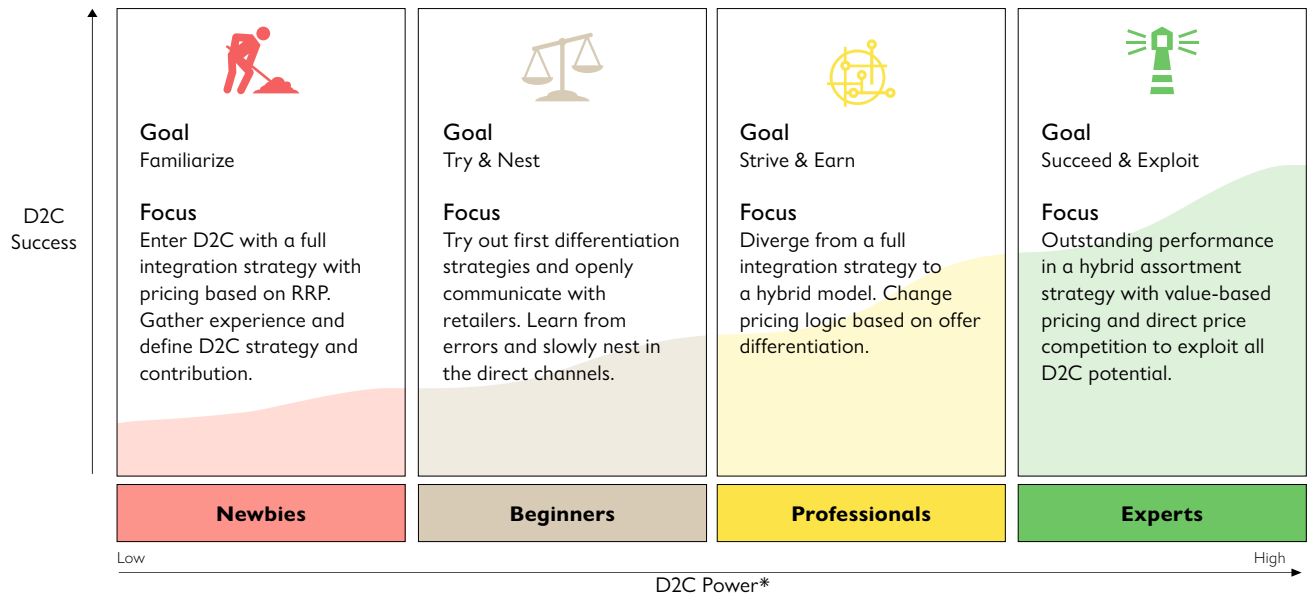 D2C
Success
Goal
Familiarize
Focus
Enter D2C with a full
integration strategy with
pricing based on RRP.
Gather experience and
define D2C strategy and
contribution.
Newbies
Goal
Try & Nest
Focus
Try out first differentiation
strategies and openly
communicate with
retailers. Learn from
errors and slowly nest in
the direct channels.
Beginners
Goal
Strive & Earn
Focus
Diverge from a full
integration strategy to
a hybrid model. Change
pricing logic based on offer
differentiation.
Professionals
Goal
Succeed & Exploit
Focus
Outstanding performance
in a hybrid assortment
strategy with value-based
pricing and direct price
competition to exploit all
D2C potential.
Experts
Low
High
D2C Power*